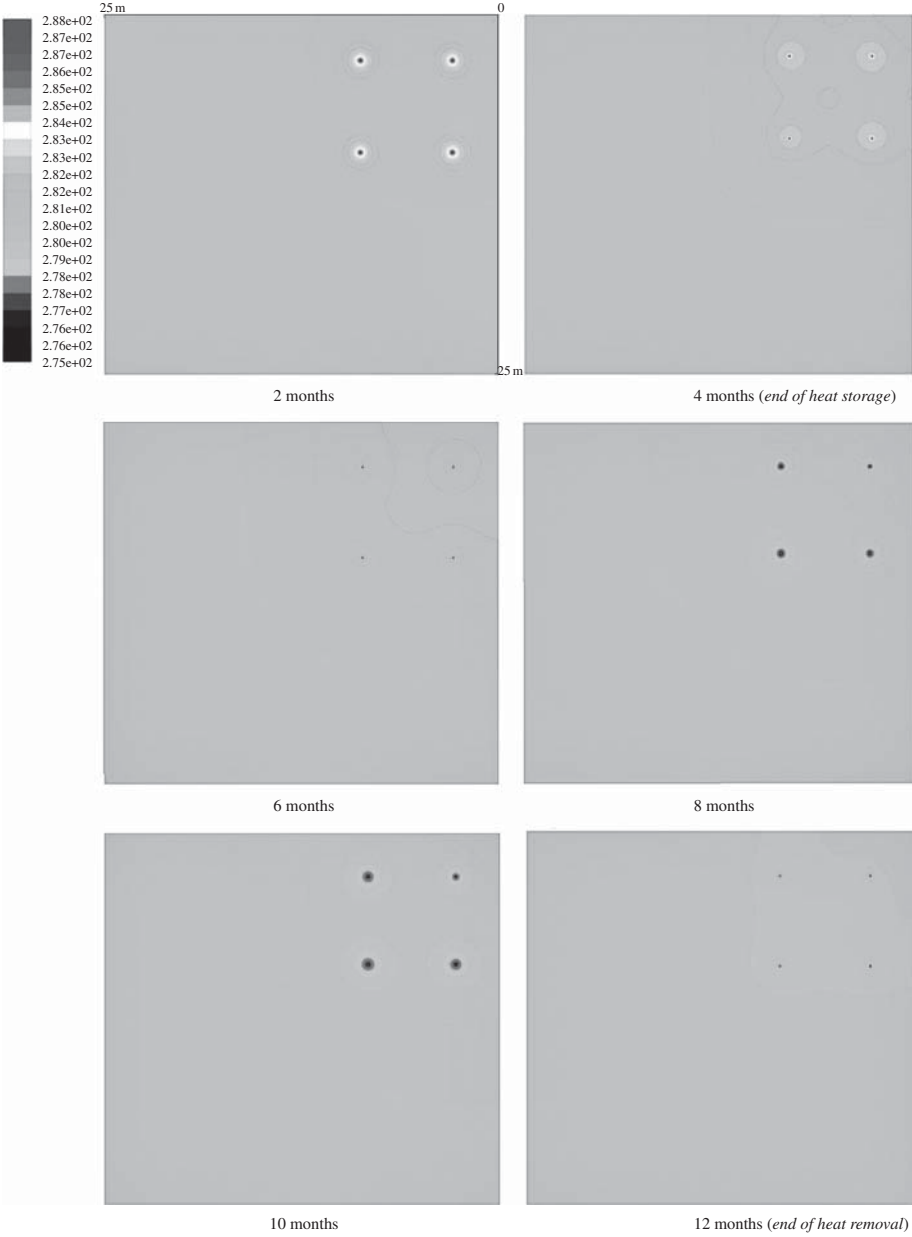 25 m
0
2.88e+02
2.87e+02
2.87e+02
2.86e+02
2.85e+02
2.85e+02
2.84e+02
2.83e+02
2.83e+02
2.82e+02
2.82e+02
2.81e+02
2.80e+02
2.80e+02
2.79e+02
2.78e+02
2.78e+02
2.77e+02
2.76e+02
2.76e+02
2.75e+02
25 m
2 months
4 months (end of heat storage)
6 months
8 months
10 months
12 months (end of heat removal)